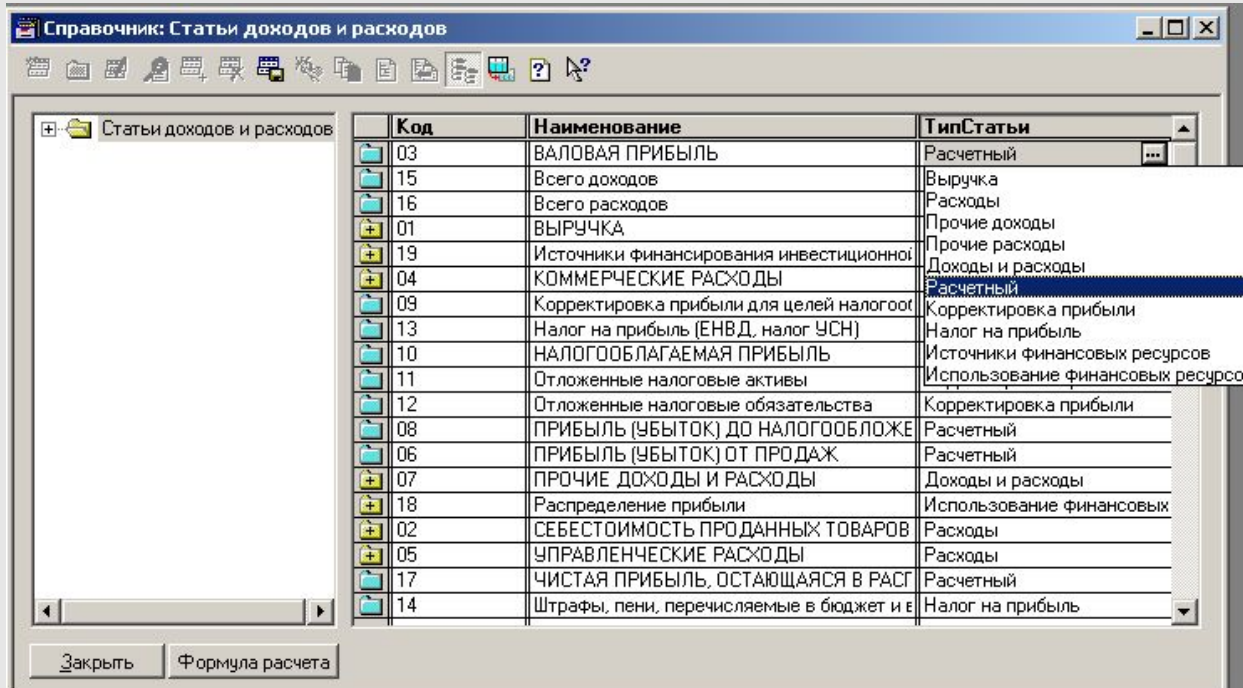 Справочник: Статьи доходов и расходов
Статьи доходов и расходов
Код Наименование ТипСтатьи
03 ВАЛОВАЯ ПРИБЫЛЬ Расчетный ...
15 Всего доходов
16 Всего расходов
01 ВЫРУЧКА
19 Источники финансирования
04 КОММЕРЧЕСКИЕ РАСХОДЫ
09 Корректировка прибыли для целей
13 Налог на прибыль (ЕНВД, налог УСН)
10 НАЛОГООБЛАГАЕМАЯ ПРИБЫЛЬ
11 Отложенные налоговые активы
12 Отложенные налоговые обязательства Корректировка прибыли
08 ПРИБЫЛЬ (УБЫТОК) ДО НАЛОГООБЛОЖЕ Расчетный
06 ПРИБЫЛЬ (УБЫТОК) ОТ ПРОДАЖ Расчетный
07 ПРОЧИЕ ДОХОДЫ И РАСХОДЫ Доходы и расходы
18 Распределение прибыли Использование финансовых
02 СЕБЕСТОИМОСТЬ ПРОДАННЫХ ТОВАРОВ Расходы
05 УПРАВЛЕНЧЕСКИЕ РАСХОДЫ Расходы
17 ЧИСТАЯ ПРИБЫЛЬ, ОСТАЮЩАЯСЯ В Расчетный
14 Штрафы, пени, перечисляемые в бюджет и в Налог на прибыль
Выручка
Расходы
Прочие доходы
Прочие расходы
Доходы и расходы
Расчетный
Корректировка прибыли
Налог на прибыль
Источники финансовых ресурсов
Использование финансовых ресурсо
Закрыть Формула расчета